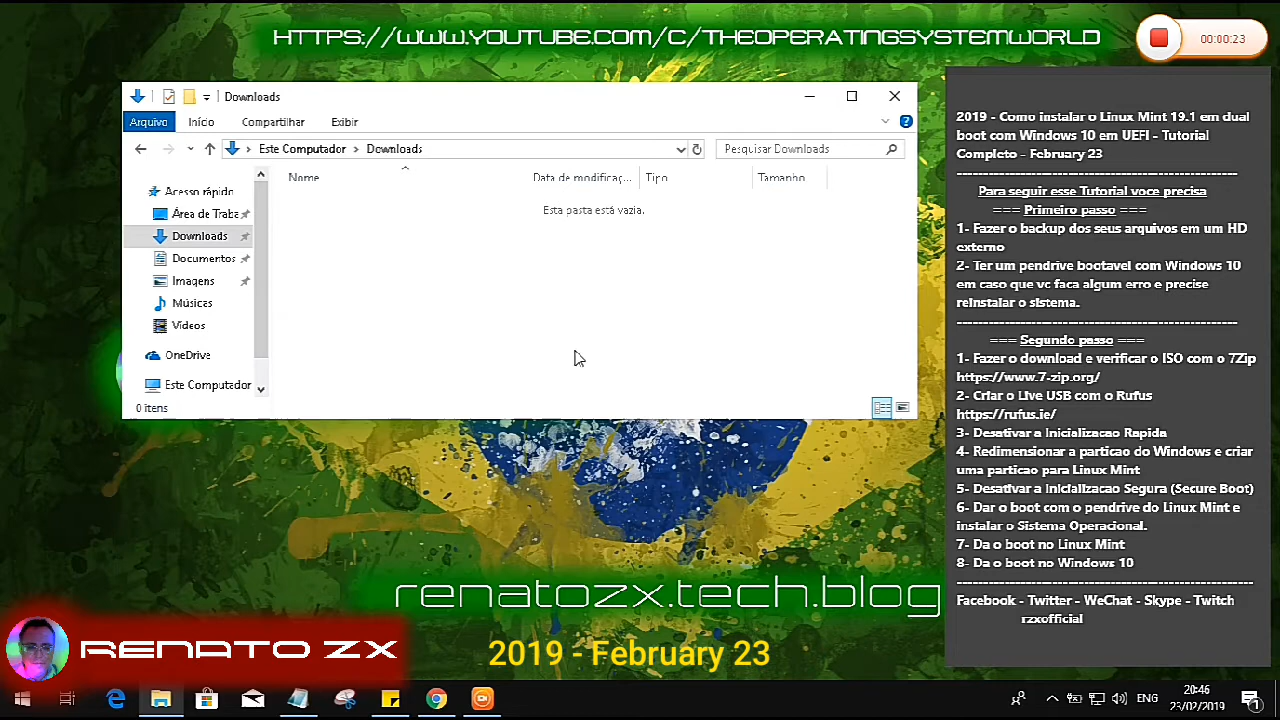 HTTPS://WWW.YOUTUBE.COM/C/THEOPERATINGSYSTEMWORLD
00:00:23
Downloads
Arquivo Início Compartilhar Exibir
Este Computador > Downloads
Pesquisar Downloads
Nome Data de modificaç... Tipo Tamanho
Esta pasta está vazia.
Acesso rápido
Área de Traba
Downloads
Documentos
Imagens
Músicas
Vídeos
OneDrive
Este Computador
0 itens
2019 - Como instalar o Linux Mint 19.1 em dual
boot com Windows 10 em UEFI - Tutorial
Completo - February 23
-----------------------------------------------------
Para seguir esse Tutorial voce precisa
=== Primeiro passo ===
1- Fazer o backup dos seus arquivos em um HD
externo
2- Ter um pendrive bootavel com Windows 10
em caso que vc faca algum erro e precise
reinstalar o sistema.
-----------------------------------------------------
=== Segundo passo ===
1- Fazer o download e verificar o ISO com o 7Zip
https://www.7-zip.org/
2- Criar o Live USB com o Rufus
https://rufus.ie/
3- Desativar a Inicializacao Rapida
4- Redimensionar a particao do Windows e criar
uma particao para Linux Mint
5- Desativar a Inicializacao Segura (Secure Boot)
6- Dar o boot com o pendrive do Linux Mint e
instalar o Sistema Operacional.
7- Da o boot no Linux Mint
8- Da o boot no Windows 10
--------------------------------------------------------
Facebook - Twitter - WeChat - Skype - Twitch
rzxofficial
renatozx.tech.blog
RENATO ZX
2019 - February 23
ENG
20:46
23/02/2019
1